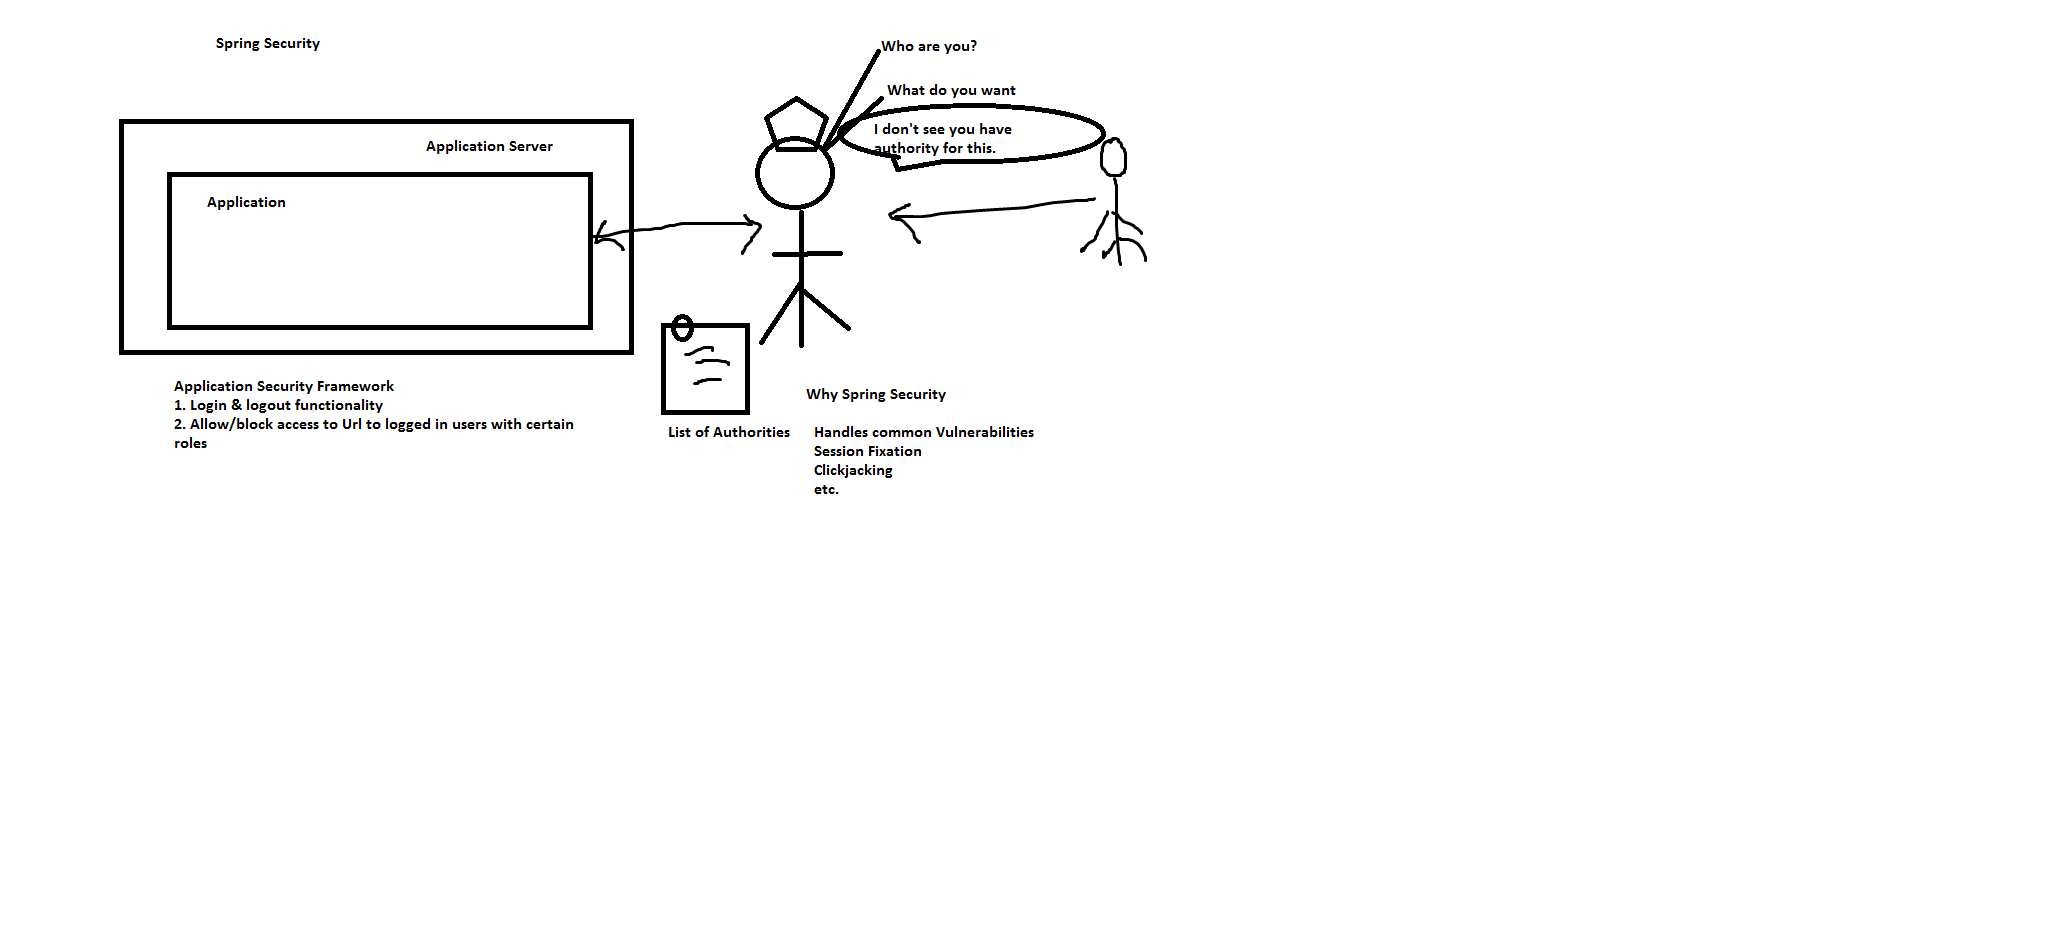 Spring Security
Who are you?
What do you want
I don't see you have
authority for this.
Application Server
Application
Application Security Framework
1. Login & logout functionality
2. Allow/block access to Url to logged in users with certain
roles
List of Authorities
Why Spring Security
Handles common Vulnerabilities
Session Fixation
Clickjacking
etc.